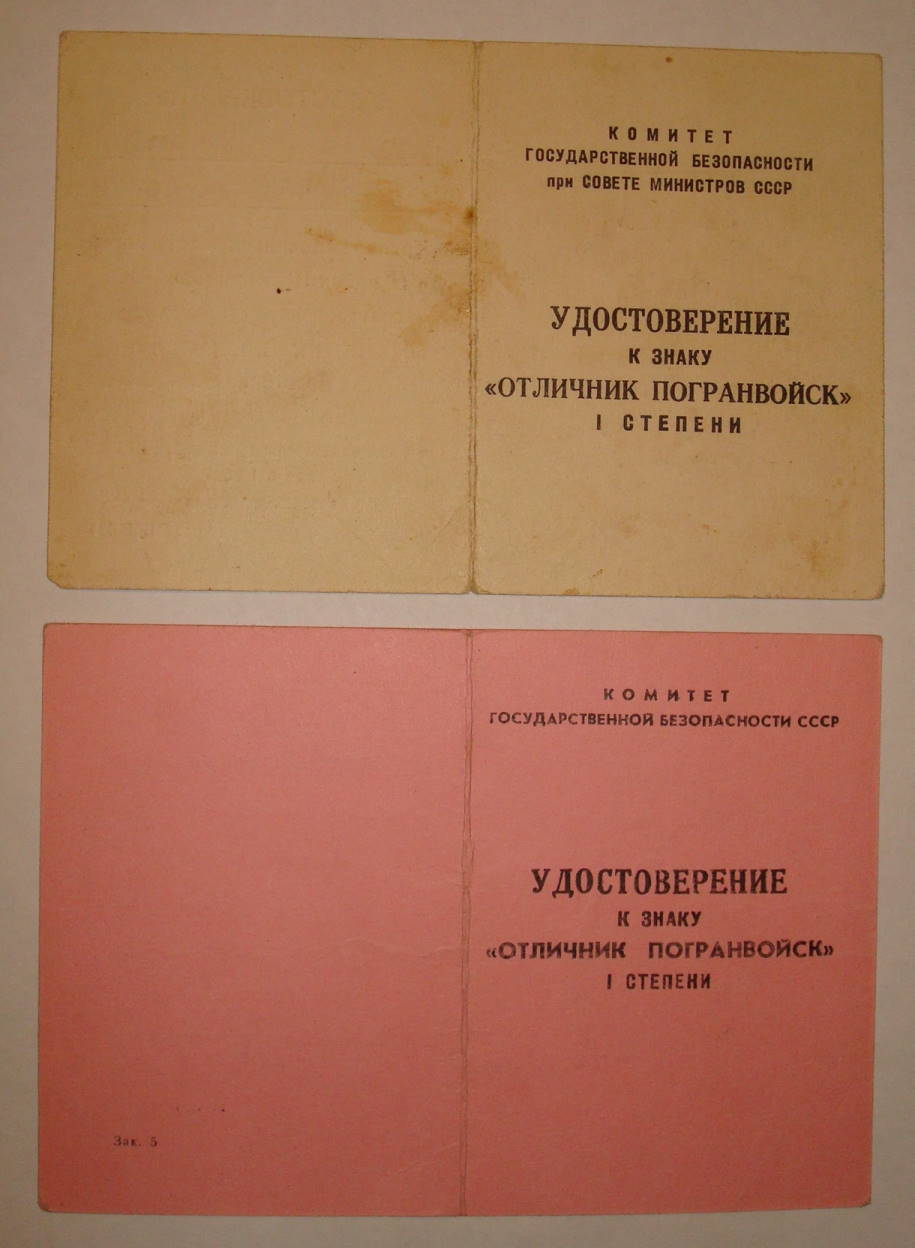 КОМИТЕТ
ГОСУДАРСТВЕННОЙ БЕЗОПАСНОСТИ
при СОВЕТЕ МИНИСТРОВ СССР
УДОСТОВЕРЕНИЕ
К ЗНАКУ
«ОТЛИЧНИК ПОГРАНВОЙСК»
I СТЕПЕНИ
КОМИТЕТ
ГОСУДАРСТВЕННОЙ БЕЗОПАСНОСТИ СССР
УДОСТОВЕРЕНИЕ
К ЗНАКУ
«ОТЛИЧНИК ПОГРАНВОЙСК»
I СТЕПЕНИ
Зак. 5